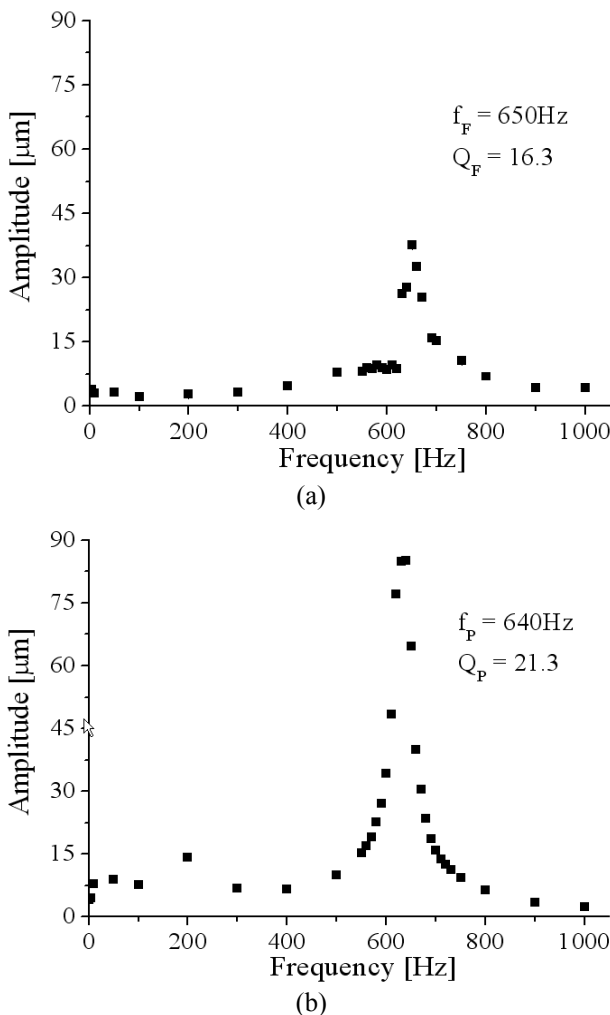 90
75
60
45
30
15
0
Amplitude [μm]
f_F = 650Hz
Q_F = 16.3
0 200 400 600 800 1000
Frequency [Hz]
(a)
90
75
60
45
30
15
0
Amplitude [μm]
f_P = 640Hz
Q_P = 21.3
0 200 400 600 800 1000
Frequency [Hz]
(b)